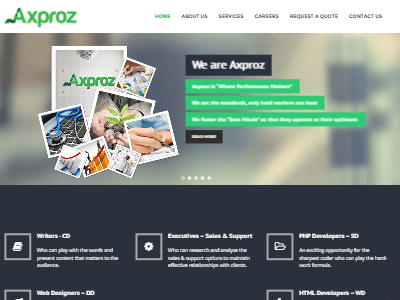 Axproz
HOME ABOUT US SERVICES CAREERS REQUEST A QUOTE CONTACT US
Axproz
We are Axproz
Axproz is "Where Performance Matters"
We set the standards, only hard workers can beat
We foster the "Best Minds" so that they operate at their optimum
READ MORE
Writers - CD
Who can play with the words and
present content that matters to the
audience.
Executives – Sales & Support
Who can research and analyze the
sales & support options to maintain
effective relationships with clients.
PHP Developers – SD
An exciting opportunity for the
sharpest coder who can play the hard-
work formula.
Web Designers – DD
HTML Developers – WD